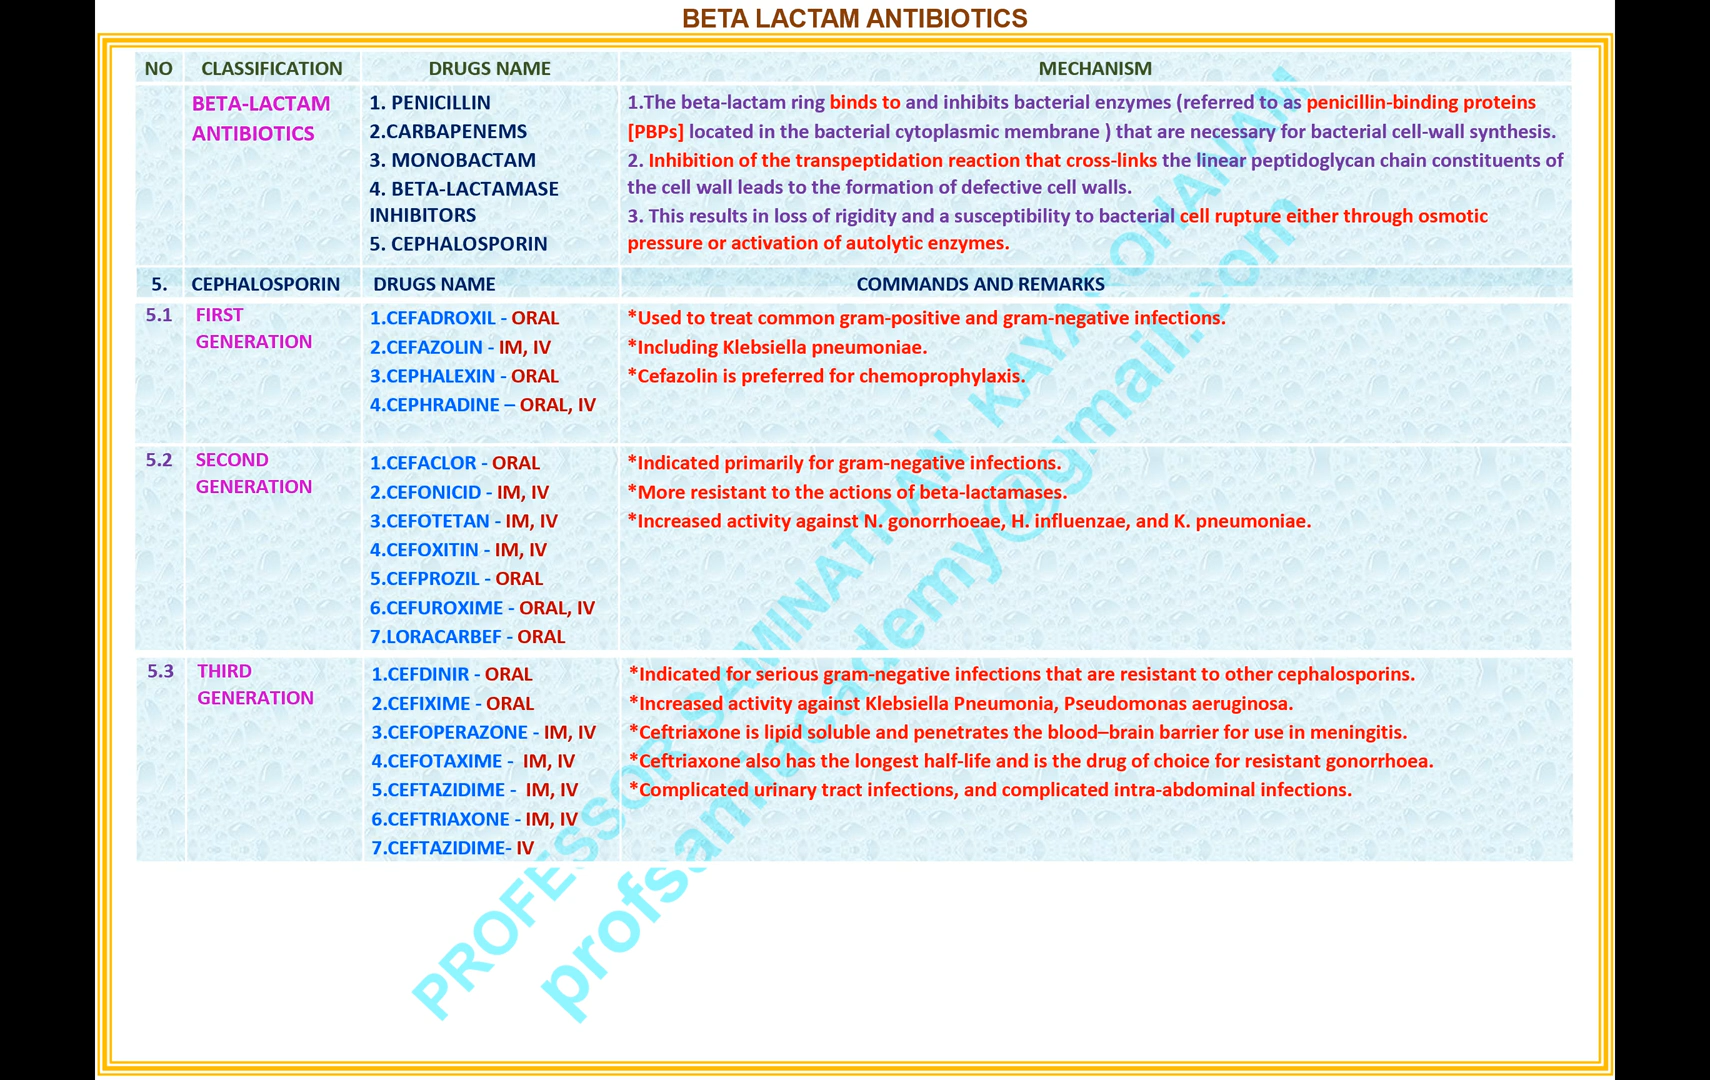 BETA LACTAM ANTIBIOTICS
NO CLASSIFICATION DRUGS NAME MECHANISM
BETA-LACTAM
ANTIBIOTICS
1. PENICILLIN
2.CARBAPENEMS
3. MONOBACTAM
4. BETA-LACTAMASE
INHIBITORS
5. CEPHALOSPORIN
1.The beta-lactam ring binds to and inhibits bacterial enzymes (referred to as penicillin-binding proteins
[PBPs] located in the bacterial cytoplasmic membrane ) that are necessary for bacterial cell-wall synthesis.
2. Inhibition of the transpeptidation reaction that cross-links the linear peptidoglycan chain constituents of
the cell wall leads to the formation of defective cell walls.
3. This results in loss of rigidity and a susceptibility to bacterial cell rupture either through osmotic
pressure or activation of autolytic enzymes.
5. CEPHALOSPORIN DRUGS NAME COMMANDS AND REMARKS
5.1 FIRST
GENERATION
1.CEFADROXIL - ORAL
2.CEFAZOLIN - IM, IV
3.CEPHALEXIN - ORAL
4.CEPHRADINE – ORAL, IV
*Used to treat common gram-positive and gram-negative infections.
*Including Klebsiella pneumoniae.
*Cefazolin is preferred for chemoprophylaxis.
5.2 SECOND
GENERATION
1.CEFACLOR - ORAL
2.CEFONICID - IM, IV
3.CEFOTETAN - IM, IV
4.CEFOXITIN - IM, IV
5.CEFPROZIL - ORAL
6.CEFUROXIME - ORAL, IV
7.LORACARBEF - ORAL
*Indicated primarily for gram-negative infections.
*More resistant to the actions of beta-lactamases.
*Increased activity against N. gonorrhoeae, H. influenzae, and K. pneumoniae.
5.3 THIRD
GENERATION
1.CEFDINIR - ORAL
2.CEFIXIME - ORAL
3.CEFOPERAZONE - IM, IV
4.CEFOTAXIME - IM, IV
5.CEFTAZIDIME - IM, IV
6.CEFTRIAXONE - IM, IV
7.CEFTAZIDIME- IV
*Indicated for serious gram-negative infections that are resistant to other cephalosporins.
*Increased activity against Klebsiella Pneumonia, Pseudomonas aeruginosa.
*Ceftriaxone is lipid soluble and penetrates the blood–brain barrier for use in meningitis.
*Ceftriaxone also has the longest half-life and is the drug of choice for resistant gonorrhoea.
*Complicated urinary tract infections, and complicated intra-abdominal infections.
PROFESSOR SAMINATHAN KAYAROHANAM
profsamiacademy@gmail.com